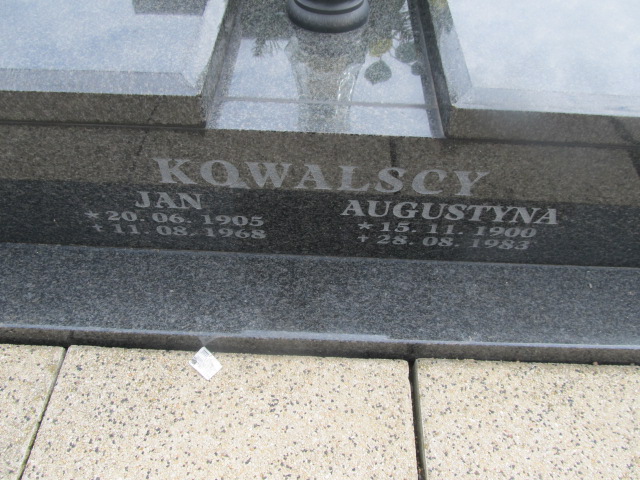 KOWALSCY
JAN
* 20. 06. 1905
+ 11. 08. 1968
AUGUSTYNA
* 15. 11. 1900
+ 28. 08. 1983